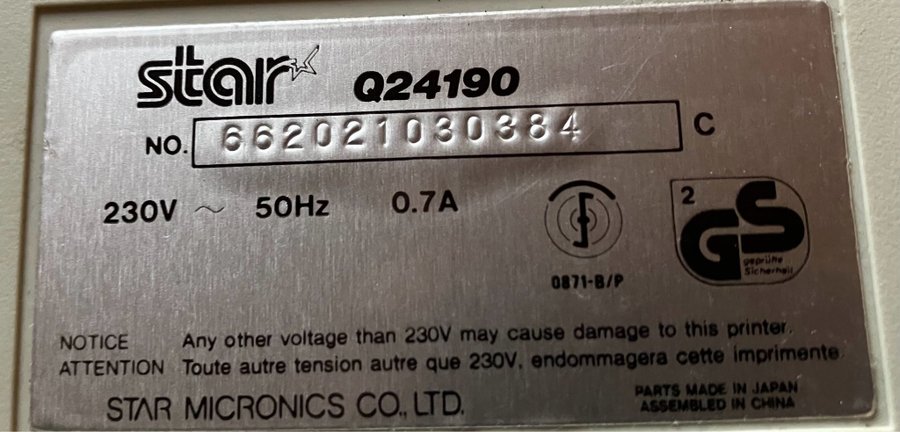 star Q24190
NO. 662021030384 C
230V ~ 50Hz 0.7A
0871-B/P
2
GS
geprüfte
Sicherheit
NOTICE Any other voltage than 230V may cause damage to this printer.
ATTENTION Toute autre tension autre que 230V, endommagera cette imprimente.
STAR MICRONICS CO., LTD.
PARTS MADE IN JAPAN
ASSEMBLED IN CHINA